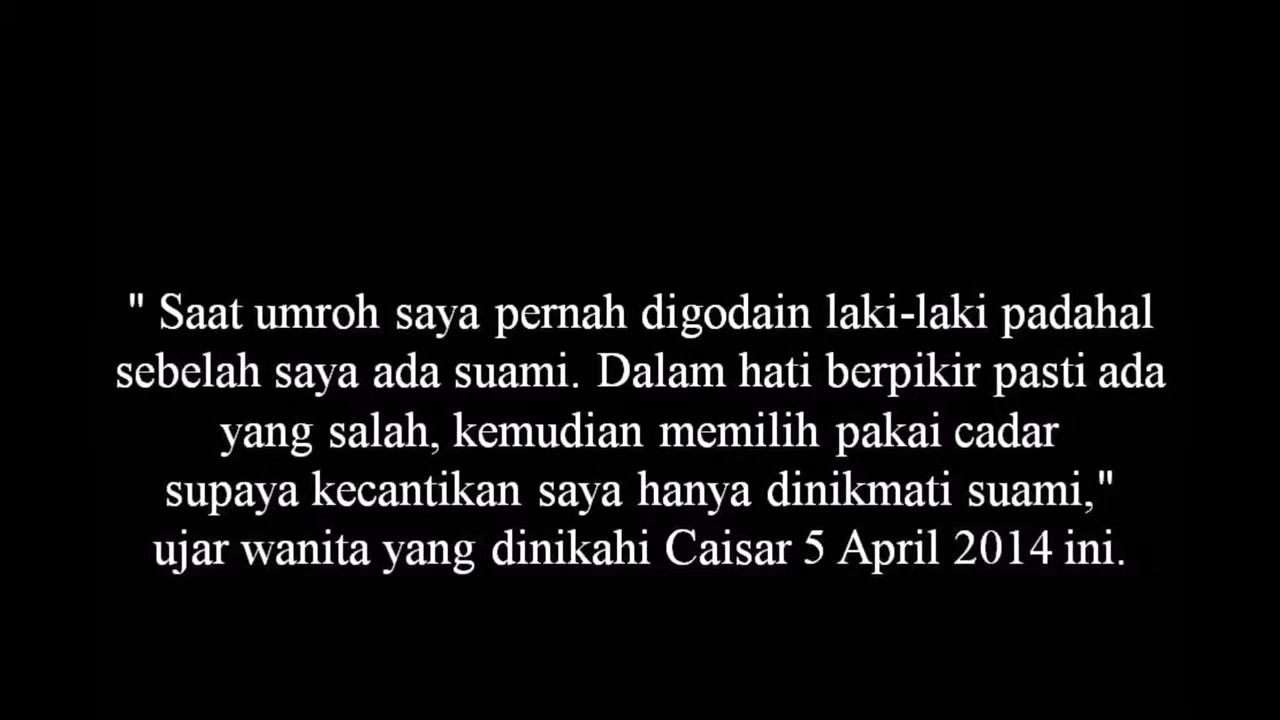 " Saat umroh saya pernah digodain laki-laki padahal
sebelah saya ada suami. Dalam hati berpikir pasti ada
yang salah, kemudian memilih pakai cadar
supaya kecantikan saya hanya dinikmati suami,"
ujar wanita yang dinikahi Caisar 5 April 2014 ini.